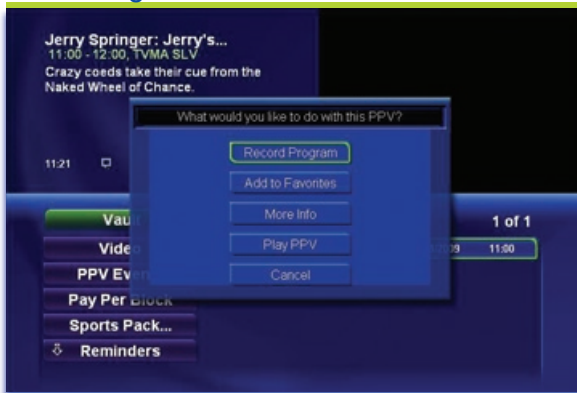 Jerry Springer: Jerry's...
11:00 - 12:00, TVMA SLV
Crazy coeds take their cue from the
Naked Wheel of Chance.
11:21
What would you like to do with this PPV?
Record Program
Add to Favorites
More Info
Play PPV
Cancel
1 of 1
11:00
Pay Per Block
Sports Pack...
Reminders